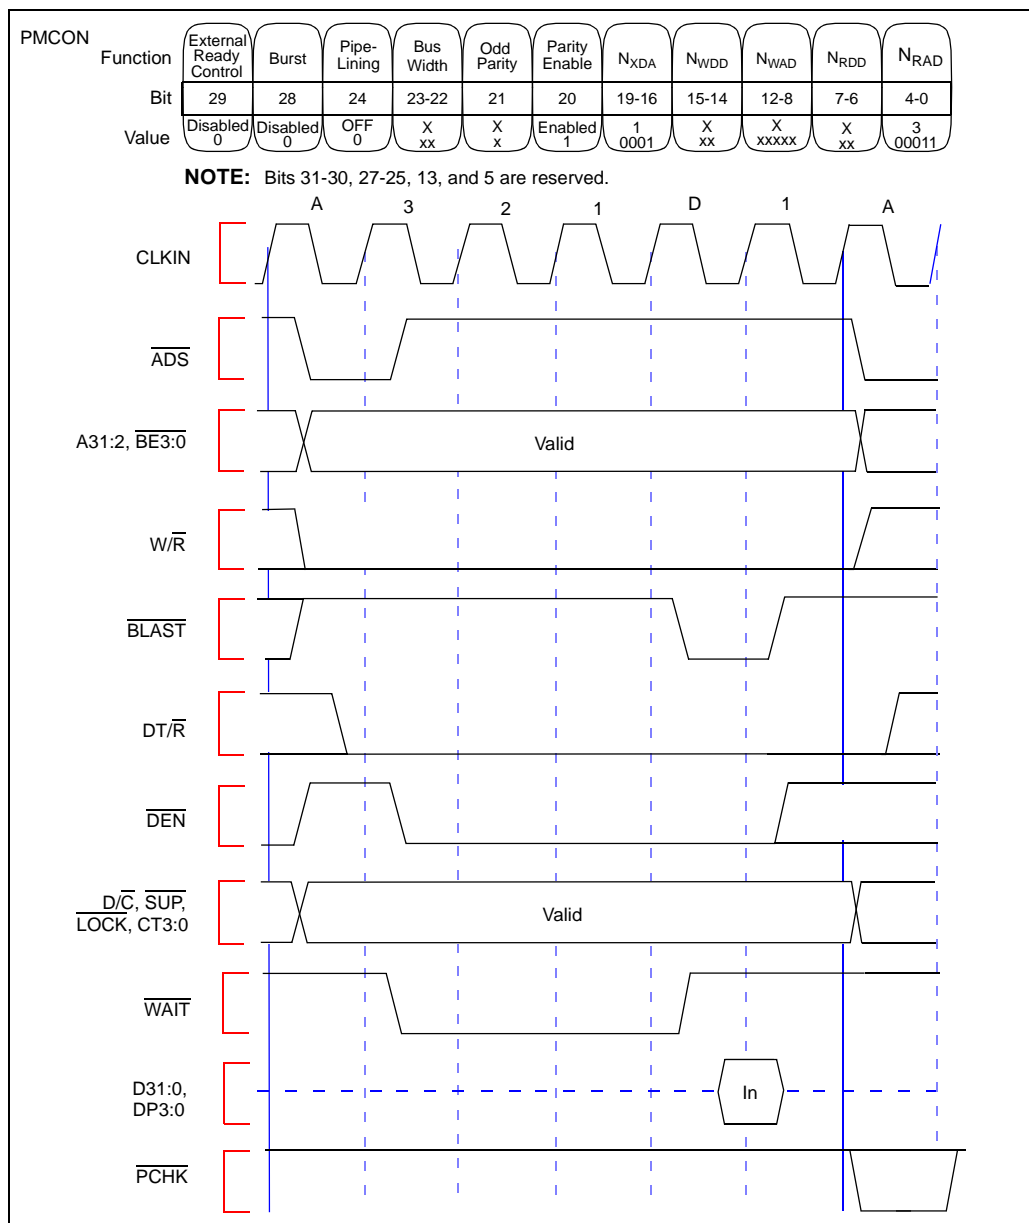 PMCON
Function External Ready Control Burst Pipe-Lining Bus Width Odd Parity Parity Enable NXDA NWDD NWAD NRDD NRAD
Bit 29 28 24 23-22 21 20 19-16 15-14 12-8 7-6 4-0
Value Disabled 0 Disabled 0 OFF 0 X xx X x Enabled 1 1 0001 X xx X xxxxx X xx 3 00011
NOTE: Bits 31-30, 27-25, 13, and 5 are reserved.
A 3 2 1 D 1 A
CLKIN
ADS
A31:2, BE3:0 Valid
W/R
BLAST
DT/R
DEN
D/C, SUP,
LOCK, CT3:0 Valid
WAIT
D31:0,
DP3:0 In
PCHK